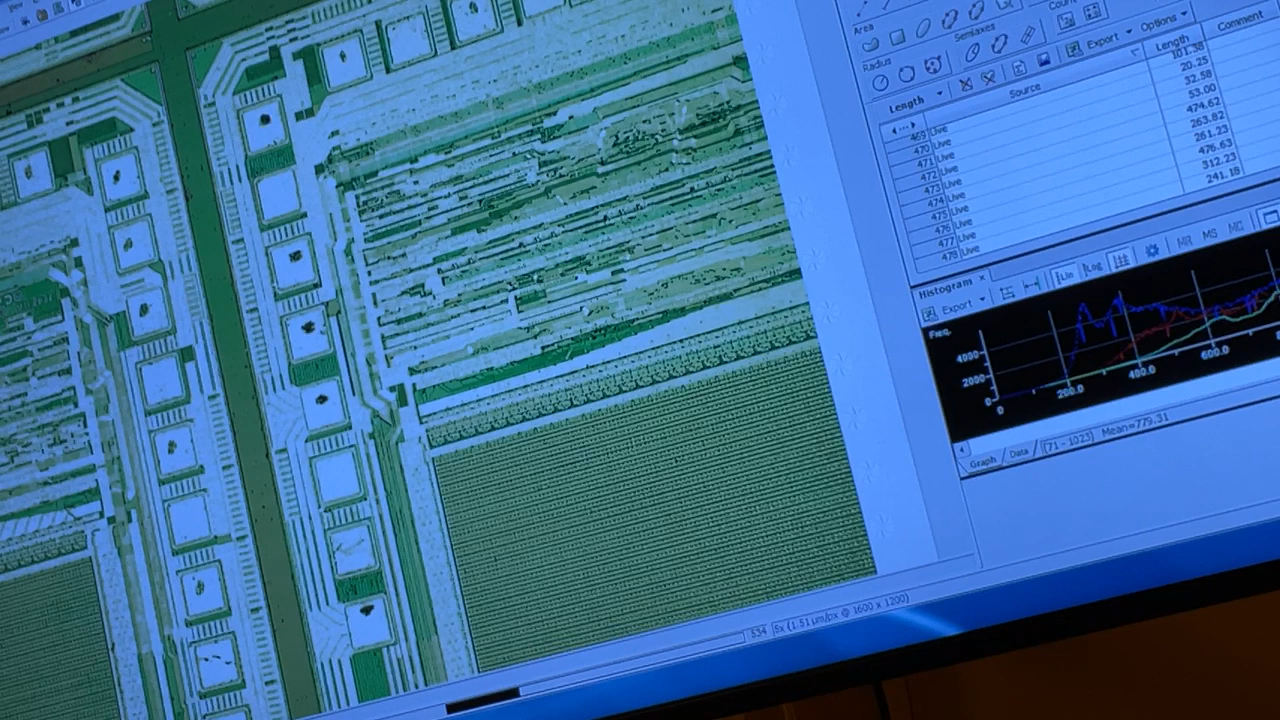 View
Area
Semiaxes
Count
Radius
Export
Options
Length
Source
Length
Comment
469 Live 101.38
470 Live 20.25
471 Live 32.58
472 Live 53.00
473 Live 474.62
474 Live 263.82
475 Live 261.23
476 Live 476.63
477 Live 312.23
478 Live 241.18
Histogram
Export
Lin
Log
MR MS MC
Freq.
4000
2000
0
0 200.0 400.0 600.0
Graph Data [71 - 1023] Mean=779.31
534 5x (1.51 µm/px @ 1600 x 1200)